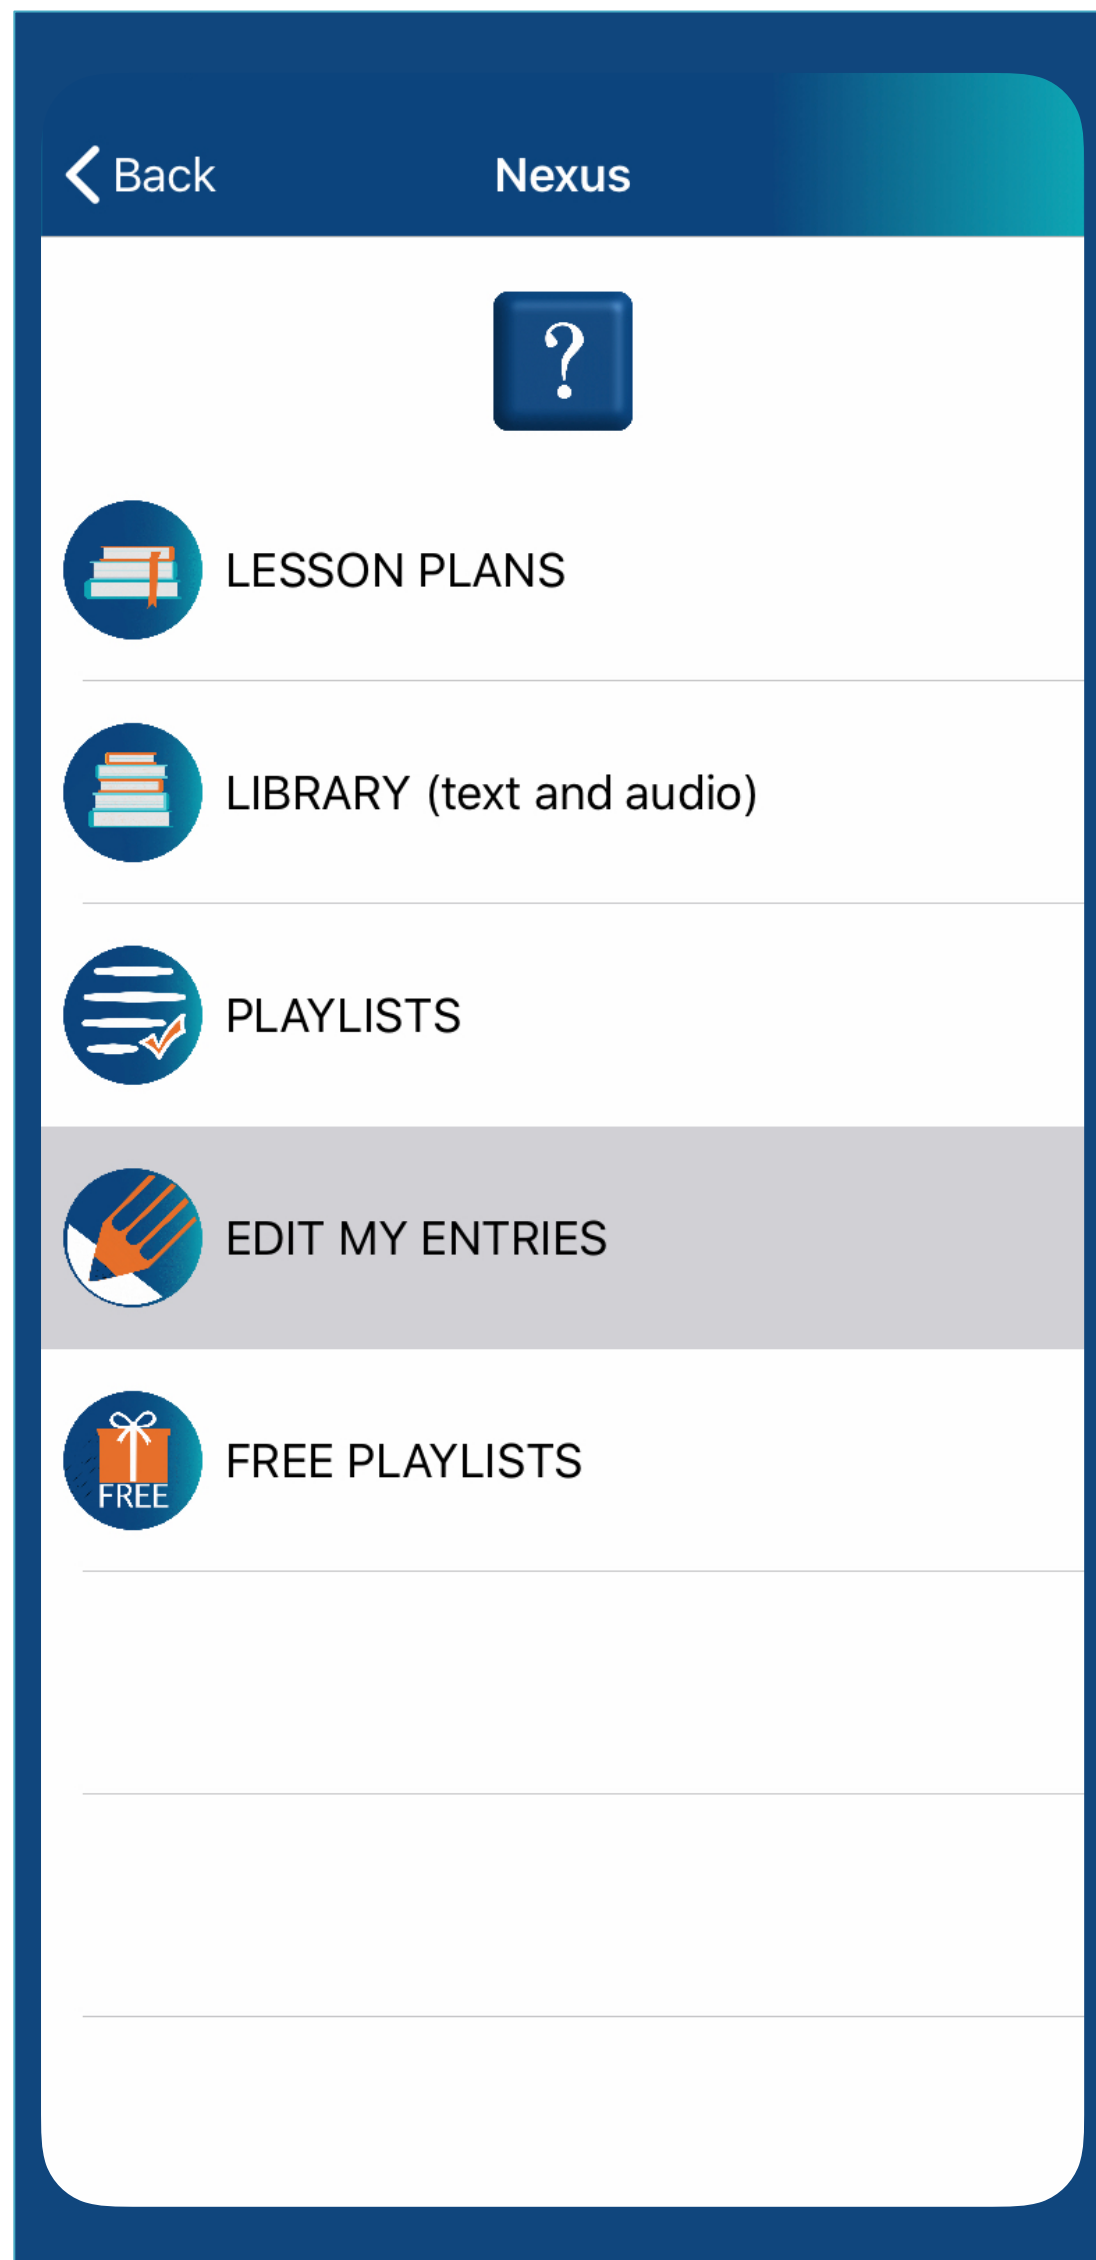 Back
Nexus
?
LESSON PLANS
LIBRARY (text and audio)
PLAYLISTS
EDIT MY ENTRIES
FREE
FREE PLAYLISTS